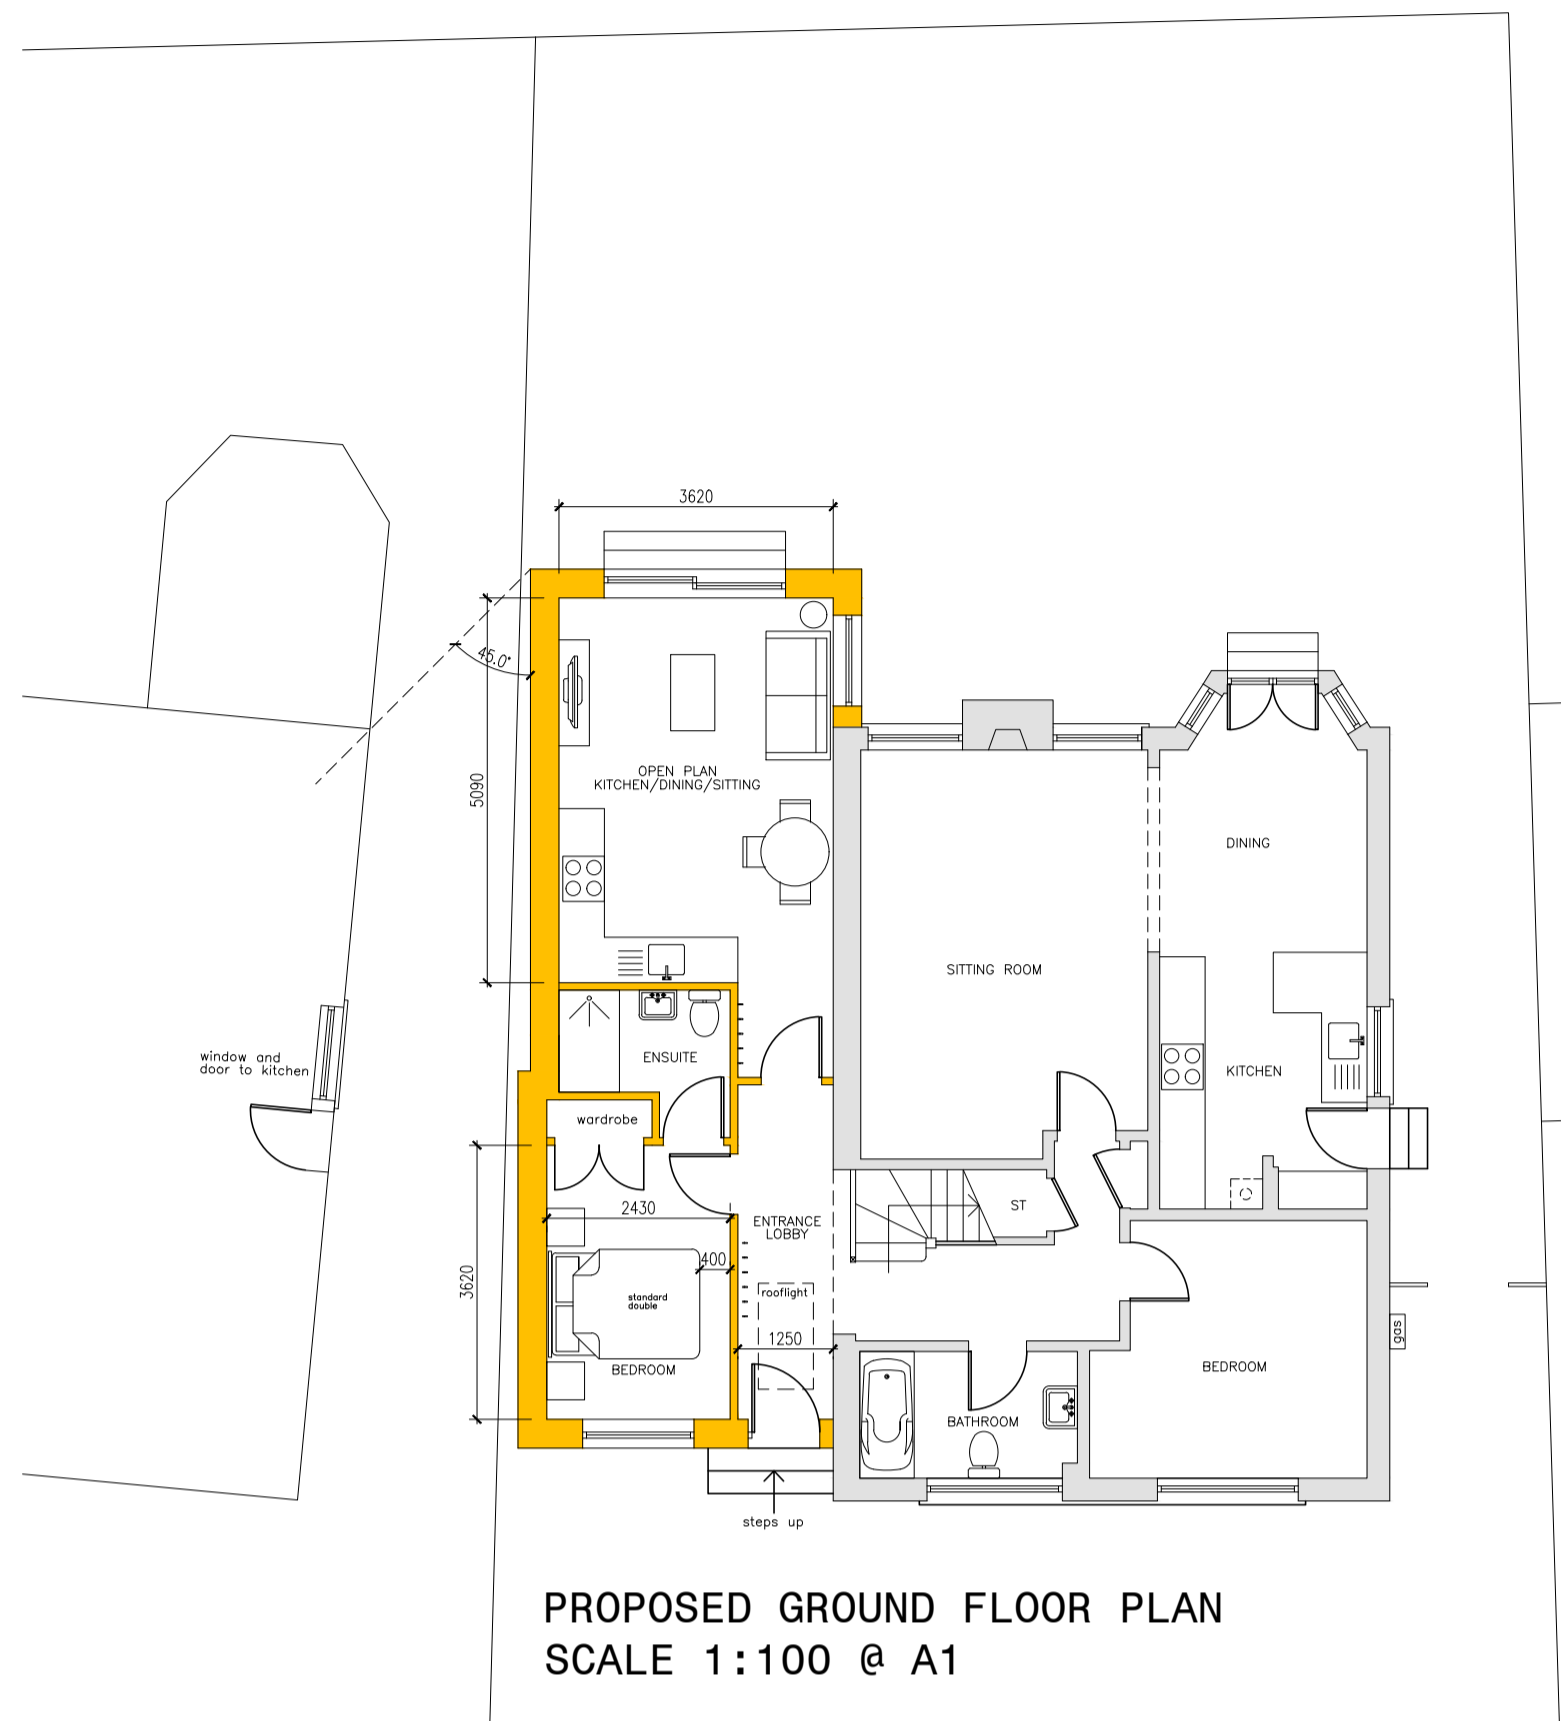 3620
45.0°
5090
OPEN PLAN
KITCHEN/DINING/SITTING
DINING
SITTING ROOM
window and
door to kitchen
ENSUITE
KITCHEN
wardrobe
2430
ENTRANCE
LOBBY
ST
3620
400
rooflight
standard
double
1250
gas
BEDROOM
BEDROOM
BATHROOM
steps up
PROPOSED GROUND FLOOR PLAN
SCALE 1:100 @ A1